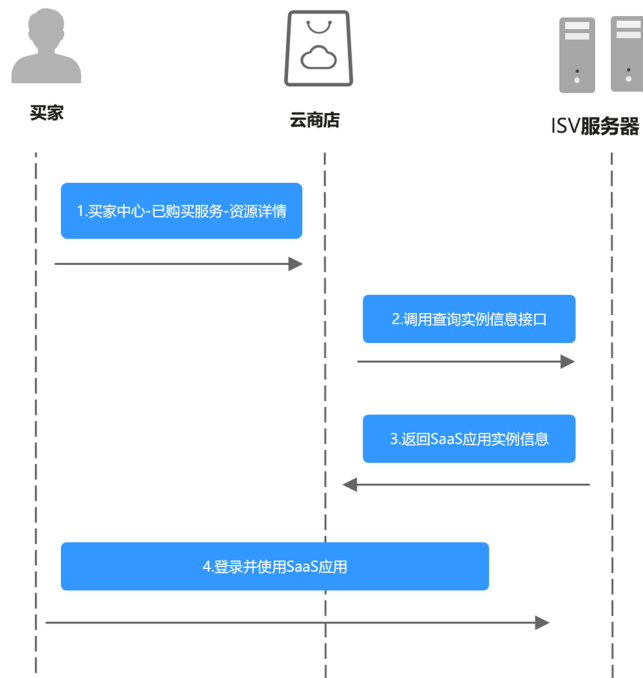 买家
云商店
ISV服务器
1.买家中心-已购买服务-资源详情
2.调用查询实例信息接口
3.返回SaaS应用实例信息
4.登录并使用SaaS应用